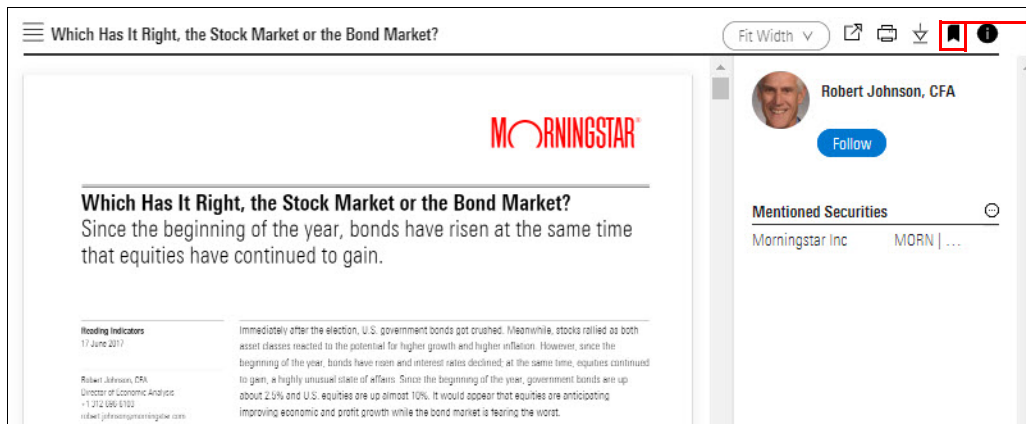 Which Has It Right, the Stock Market or the Bond Market?
Fit Width
MORNINGSTAR®
Robert Johnson, CFA
Follow
Which Has It Right, the Stock Market or the Bond Market?
Since the beginning of the year, bonds have risen at the same time
that equities have continued to gain.
Mentioned Securities
Morningstar Inc MORN | ...
Reading Indicators
17 June 2017
Robert Johnson, CFA
Director of Economic Analysis
+1 312 696 6103
Immediately after the election, U.S. government bonds got crushed. Meanwhile, stocks rallied as both
asset classes reacted to the potential for higher growth and higher inflation. However, since the
beginning of the year, bonds have risen and interest rates declined; at the same time, equities continued
to gain, a highly unusual state of affairs. Since the beginning of the year, government bonds are up
about 2.5% and U.S. equities are up almost 10%. It would appear that equities are anticipating
improving economic and profit growth while the bond market is fearing the worst.